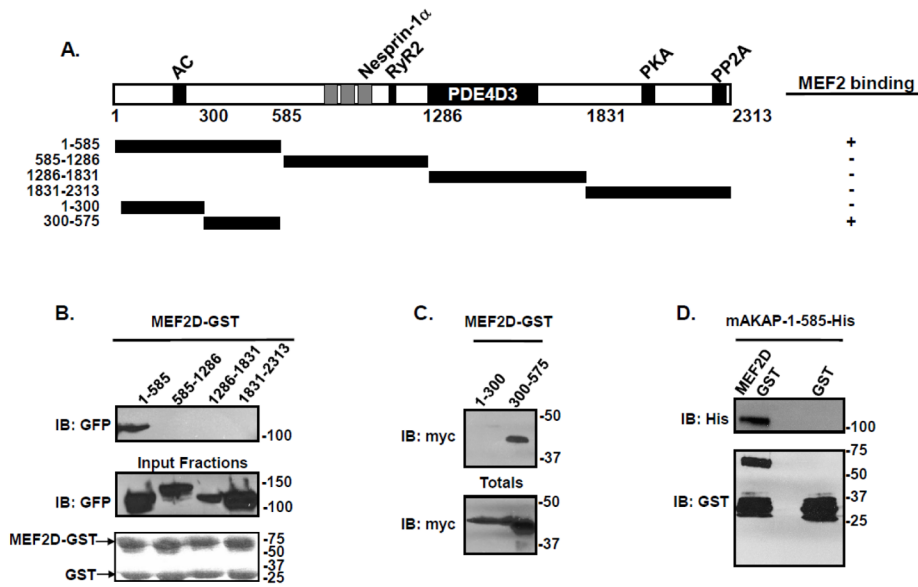 A.
AC
Nesprin-1α
RyR2
PKA
PP2A
PDE4D3
MEF2 binding
1 300 585 1286 1831 2313
1-585 +
585-1286 -
1286-1831 -
1831-2313 -
1-300 -
300-575 +
B.
MEF2D-GST
1-585
585-1286
1286-1831
1831-2313
IB: GFP
-100
Input Fractions
IB: GFP
-150
-100
MEF2D-GST
-75
-50
-37
GST
-25
C.
MEF2D-GST
1-300
300-575
IB: myc
-50
-37
Totals
IB: myc
-50
-37
D.
mAKAP-1-585-His
MEF2D
GST
GST
IB: His
-100
IB: GST
-75
-50
-37
-25